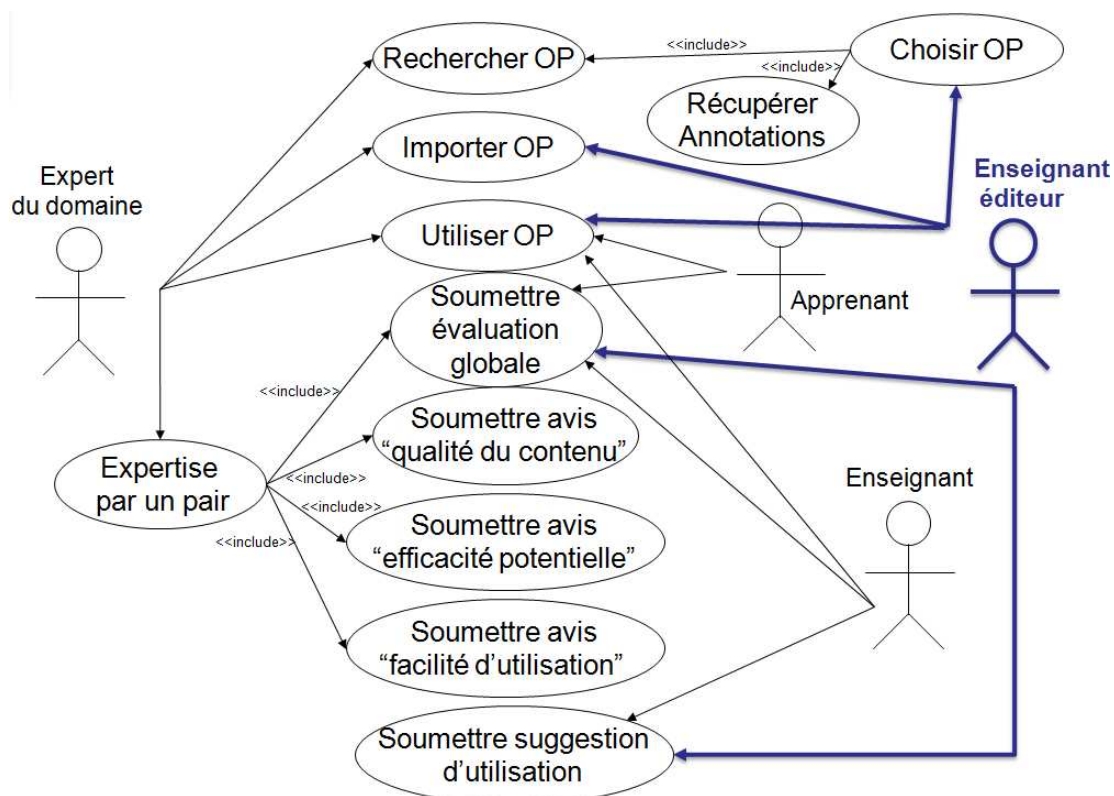 <<include>>
Rechercher OP
Choisir OP
<<include>>
Récupérer
Annotations
Importer OP
Expert
du domaine
Enseignant
éditeur
Utiliser OP
Soumettre
évaluation
globale
Apprenant
<<include>>
Soumettre avis
“qualité du contenu”
Expertise
par un pair
<<include>>
Enseignant
<<include>>
Soumettre avis
“efficacité potentielle”
<<include>>
Soumettre avis
“facilité d’utilisation”
Soumettre suggestion
d’utilisation